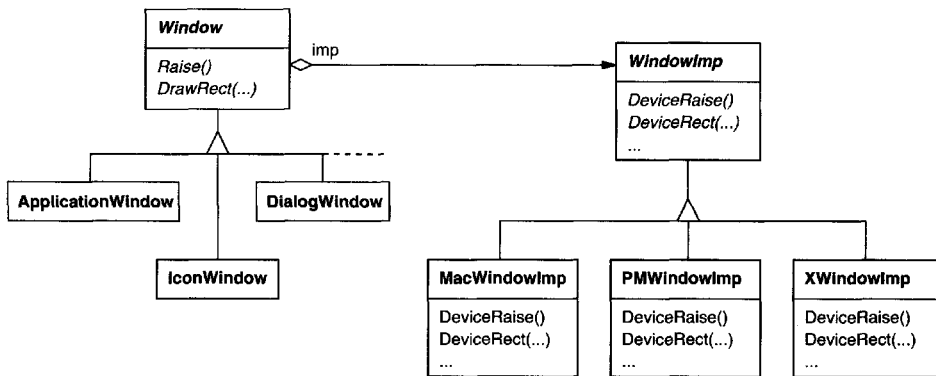 Window
Raise()
DrawRect(...)
imp
WindowImp
DeviceRaise()
DeviceRect(...)
...
ApplicationWindow
DialogWindow
IconWindow
MacWindowImp
DeviceRaise()
DeviceRect(...)
...
PMWindowImp
DeviceRaise()
DeviceRect(...)
...
XWindowImp
DeviceRaise()
DeviceRect(...)
...